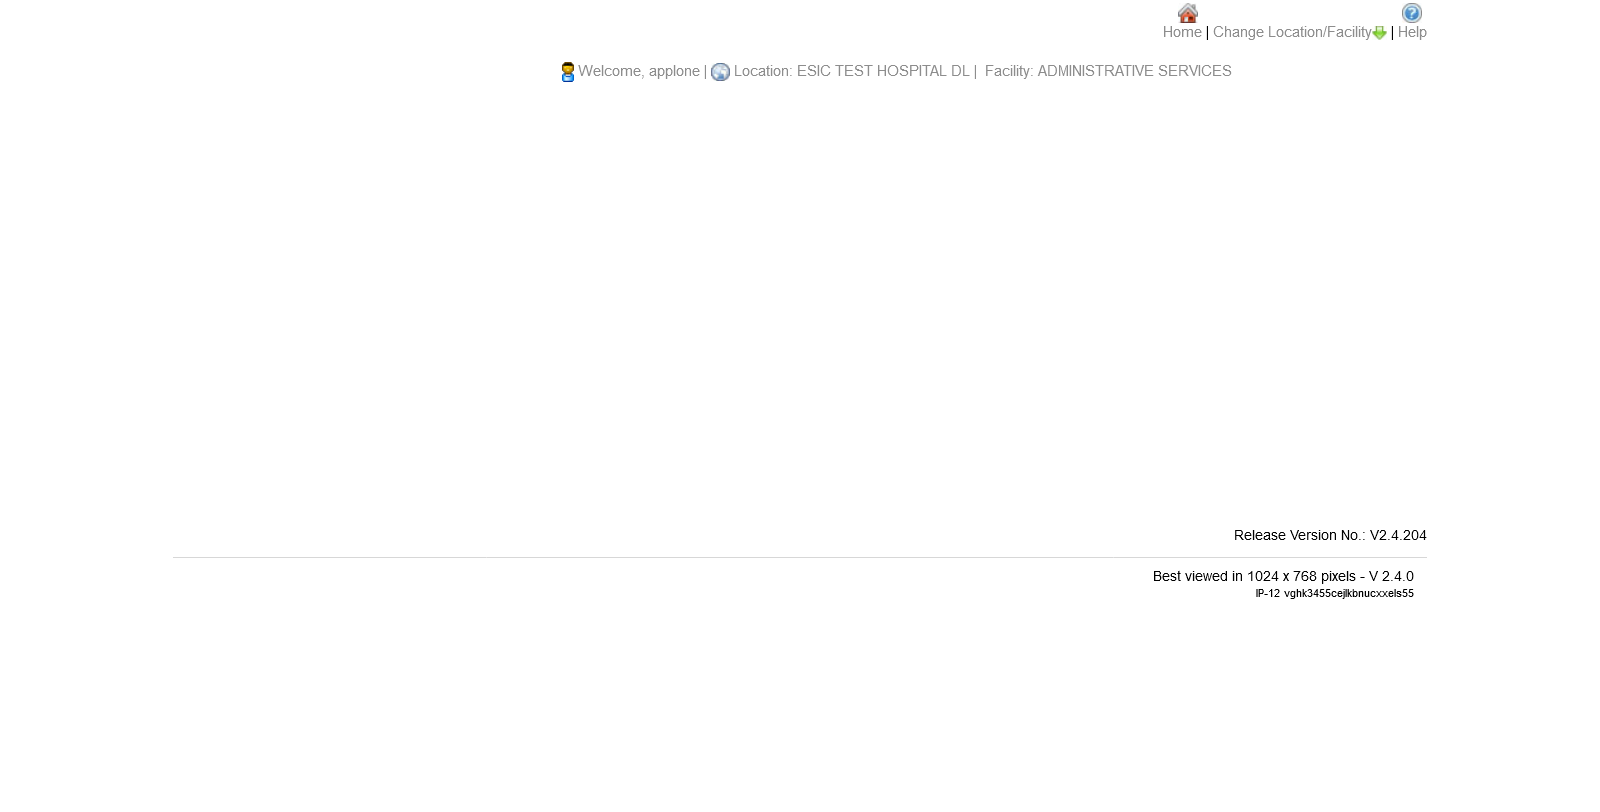 Home | Change Location/Facility | Help
Welcome, applone | Location: ESIC TEST HOSPITAL DL | Facility: ADMINISTRATIVE SERVICES
Release Version No.: V2.4.204
Best viewed in 1024 x 768 pixels - V 2.4.0
IP-12 vghk3455cejlkbnucxxels55